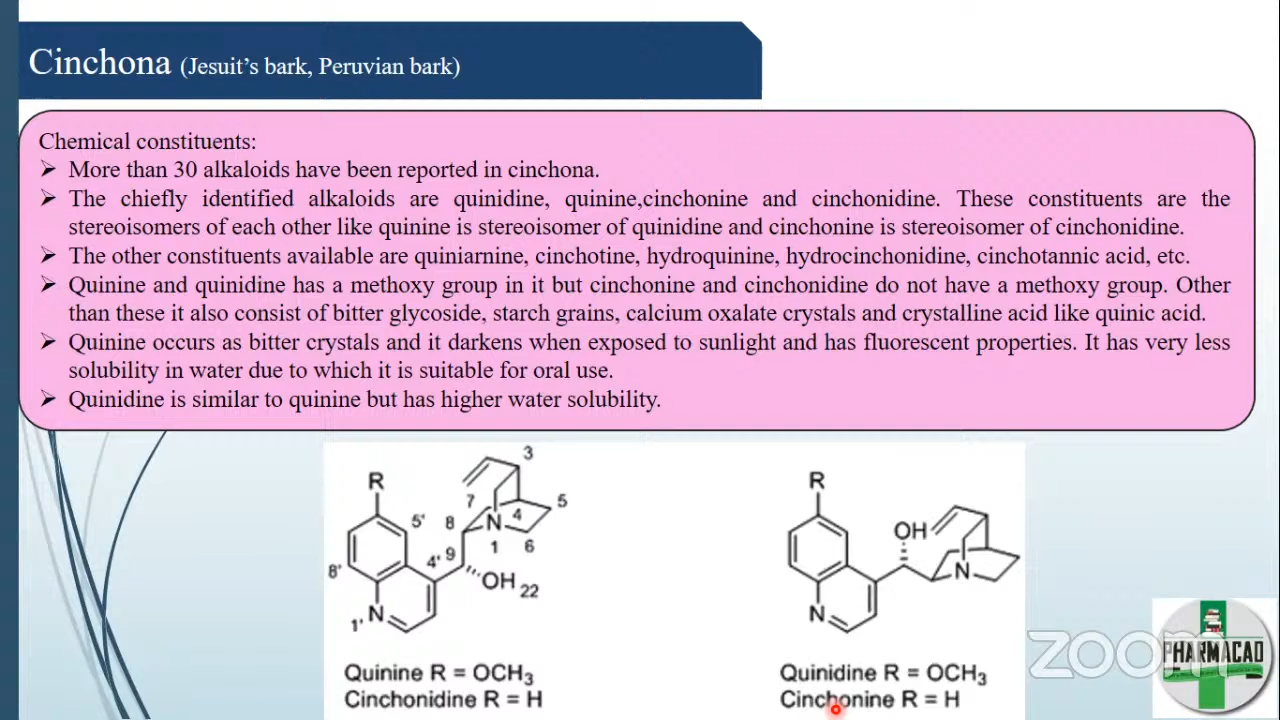 Cinchona (Jesuit's bark, Peruvian bark)
Chemical constituents:
➢ More than 30 alkaloids have been reported in cinchona.
➢ The chiefly identified alkaloids are quinidine, quinine,cinchonine and cinchonidine. These constituents are the
stereoisomers of each other like quinine is stereoisomer of quinidine and cinchonine is stereoisomer of cinchonidine.
➢ The other constituents available are quiniarnine, cinchotine, hydroquinine, hydrocinchonidine, cinchotannic acid, etc.
➢ Quinine and quinidine has a methoxy group in it but cinchonine and cinchonidine do not have a methoxy group. Other
than these it also consist of bitter glycoside, starch grains, calcium oxalate crystals and crystalline acid like quinic acid.
➢ Quinine occurs as bitter crystals and it darkens when exposed to sunlight and has fluorescent properties. It has very less
solubility in water due to which it is suitable for oral use.
➢ Quinidine is similar to quinine but has higher water solubility.
3
R
7
5
5'
8
N
4
1
6
4'
9
8'
OH 22
1' N
Quinine R = OCH₃
Cinchonidine R = H
R
OH
N
N
Quinidine R = OCH₃
Cinchonine R = H
zoom
PHARMACAD